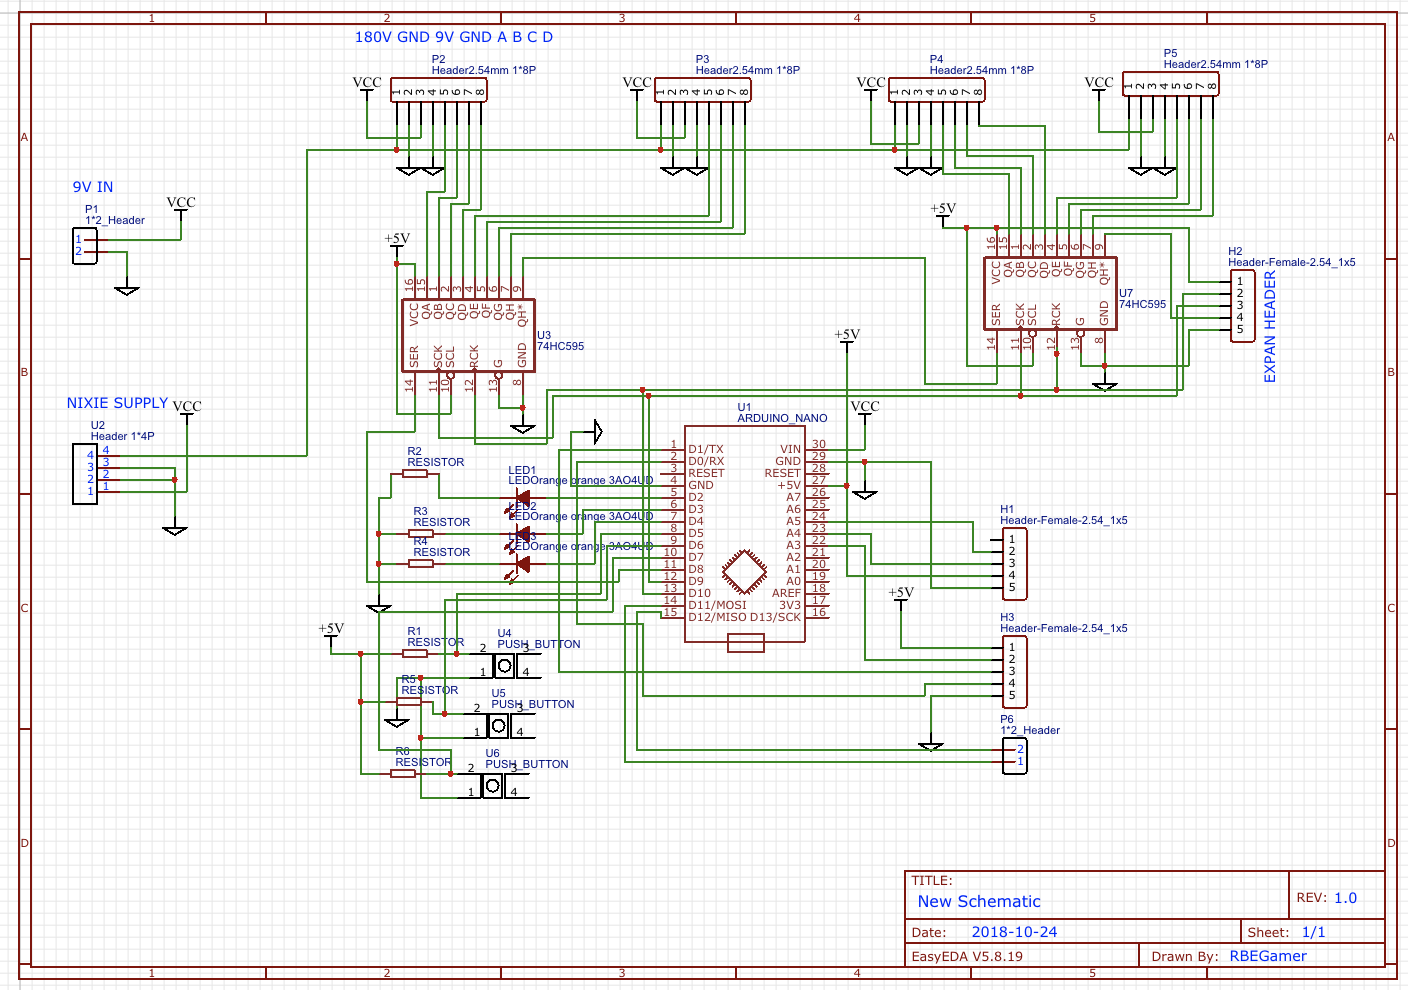 1 2 3 4 5
180V GND 9V GND A B C D
P2
Header2.54mm 1*8P
VCC
1 2 3 4 5 6 7 8
P3
Header2.54mm 1*8P
VCC
1 2 3 4 5 6 7 8
P4
Header2.54mm 1*8P
VCC
1 2 3 4 5 6 7 8
P5
Header2.54mm 1*8P
VCC
1 2 3 4 5 6 7 8
A
A
9V IN
P1
1*2_Header
1
2
VCC
+5V
16 15 1 2 3 4 5 6 7 9
VCC QA QB QC QD QE QF QG QH QH*
SER SCK SCL RCK G GND
14 11 10 12 13 8
U3
74HC595
+5V
16 15 1 2 3 4 5 6 7 9
VCC QA QB QC QD QE QF QG QH QH*
SER SCK SCL RCK G GND
14 11 10 12 13 8
U7
74HC595
H2
Header-Female-2.54_1x5
1
2
3
4
5
EXPAN HEADER
B
B
NIXIE SUPPLY
VCC
U2
Header 1*4P
4 4
3 3
2 2
1 1
+5V
VCC
U1
ARDUINO_NANO
1 D1/TX VIN 30
2 D0/RX GND 29
3 RESET RESET 28
4 GND +5V 27
5 D2 A7 26
6 D3 A6 25
7 D4 A5 24
8 D5 A4 23
9 D6 A3 22
10 D7 A2 21
11 D8 A1 20
12 D9 A0 19
13 D10 AREF 18
14 D11/MOSI 3V3 17
15 D12/MISO D13/SCK 16
R2
RESISTOR
LED1
LEDOrange orange 3AO4UD
R3
RESISTOR
LED2
LEDOrange orange 3AO4UD
R4
RESISTOR
LED3
LEDOrange orange 3AO4UD
H1
Header-Female-2.54_1x5
1
2
3
4
5
C
C
+5V
H3
Header-Female-2.54_1x5
1
2
3
4
5
P6
1*2_Header
2
1
+5V
R1
RESISTOR
U4
PUSH_BUTTON
2 3
1 4
R5
RESISTOR
U5
PUSH_BUTTON
2 3
1 4
R6
RESISTOR
U6
PUSH_BUTTON
2 3
1 4
D
D
TITLE:
New Schematic
REV: 1.0
Date: 2018-10-24
Sheet: 1/1
EasyEDA V5.8.19
Drawn By: RBEGamer
1 2 3 4 5